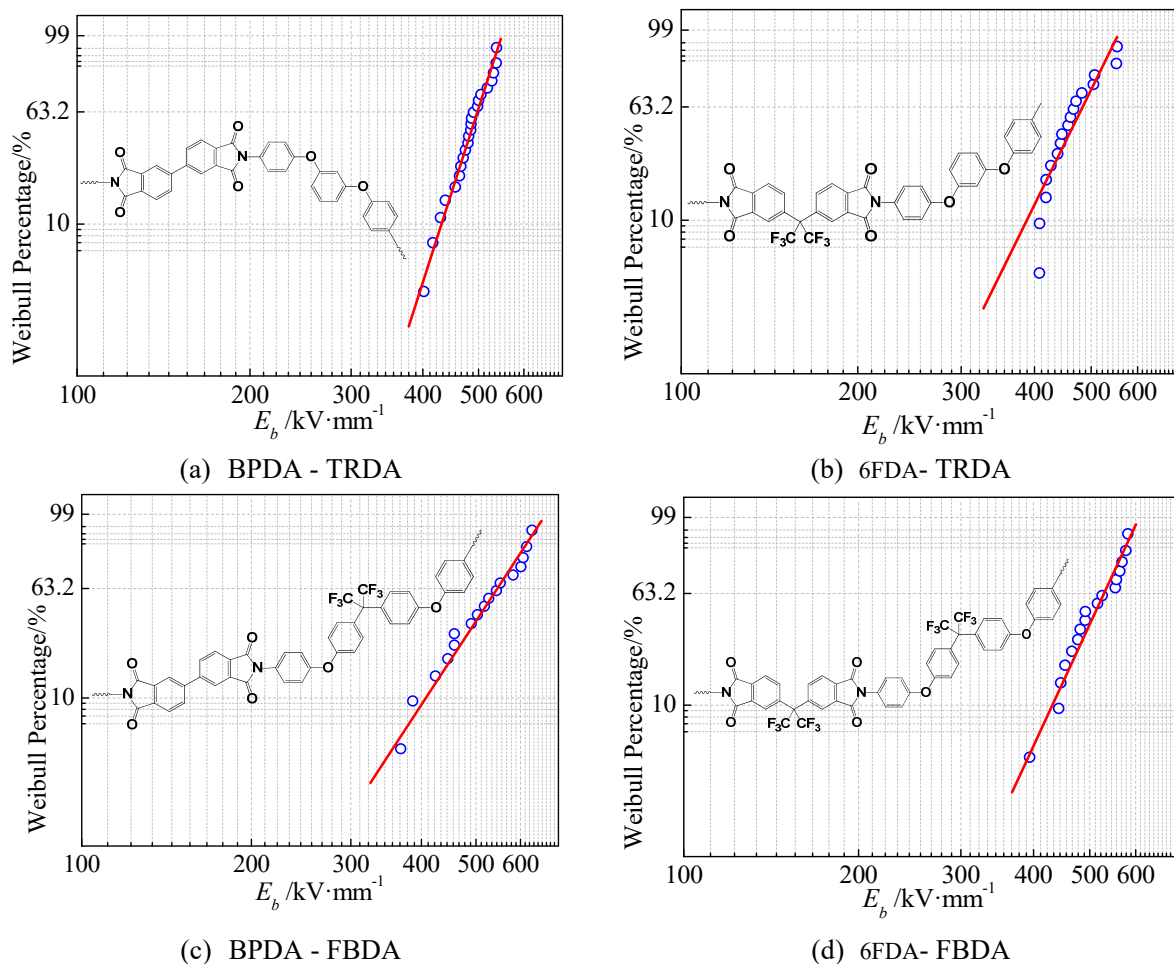 99
63.2
10
Weibull Percentage/%
O
O
N
O
O
N
O
O
O
100
200
300
400
500
600
E_b /kV·mm⁻¹
(a) BPDA - TRDA
99
63.2
10
Weibull Percentage/%
O
O
N
O
O
N
O
O
F₃C
CF₃
O
O
100
200
300
400
500
600
E_b /kV·mm⁻¹
(b) 6FDA- TRDA
99
63.2
10
Weibull Percentage/%
O
O
N
O
O
N
O
F₃C
CF₃
O
O
100
200
300
400
500
600
E_b /kV·mm⁻¹
(c) BPDA - FBDA
99
63.2
10
Weibull Percentage/%
F₃C
CF₃
O
O
O
O
N
N
O
O
O
F₃C
CF₃
100
200
300
400
500
600
E_b /kV·mm⁻¹
(d) 6FDA- FBDA